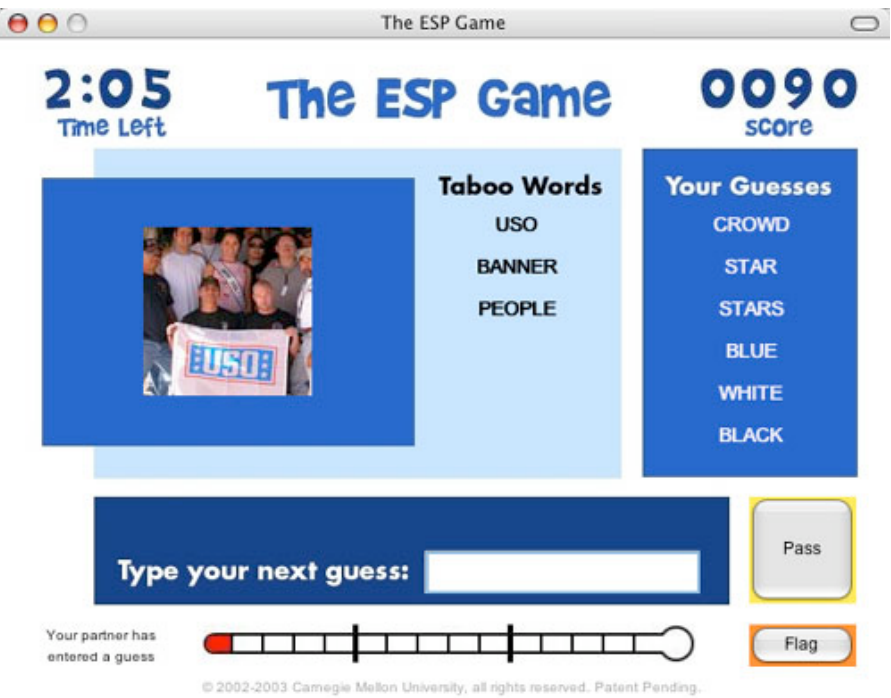 The ESP Game
2:05
Time Left
The ESP Game
0090
score
Taboo Words
USO
BANNER
PEOPLE
Your Guesses
CROWD
STAR
STARS
BLUE
WHITE
BLACK
USO
Type your next guess:
Pass
Your partner has
entered a guess
Flag
© 2002-2003 Carnegie Mellon University, all rights reserved. Patent Pending.